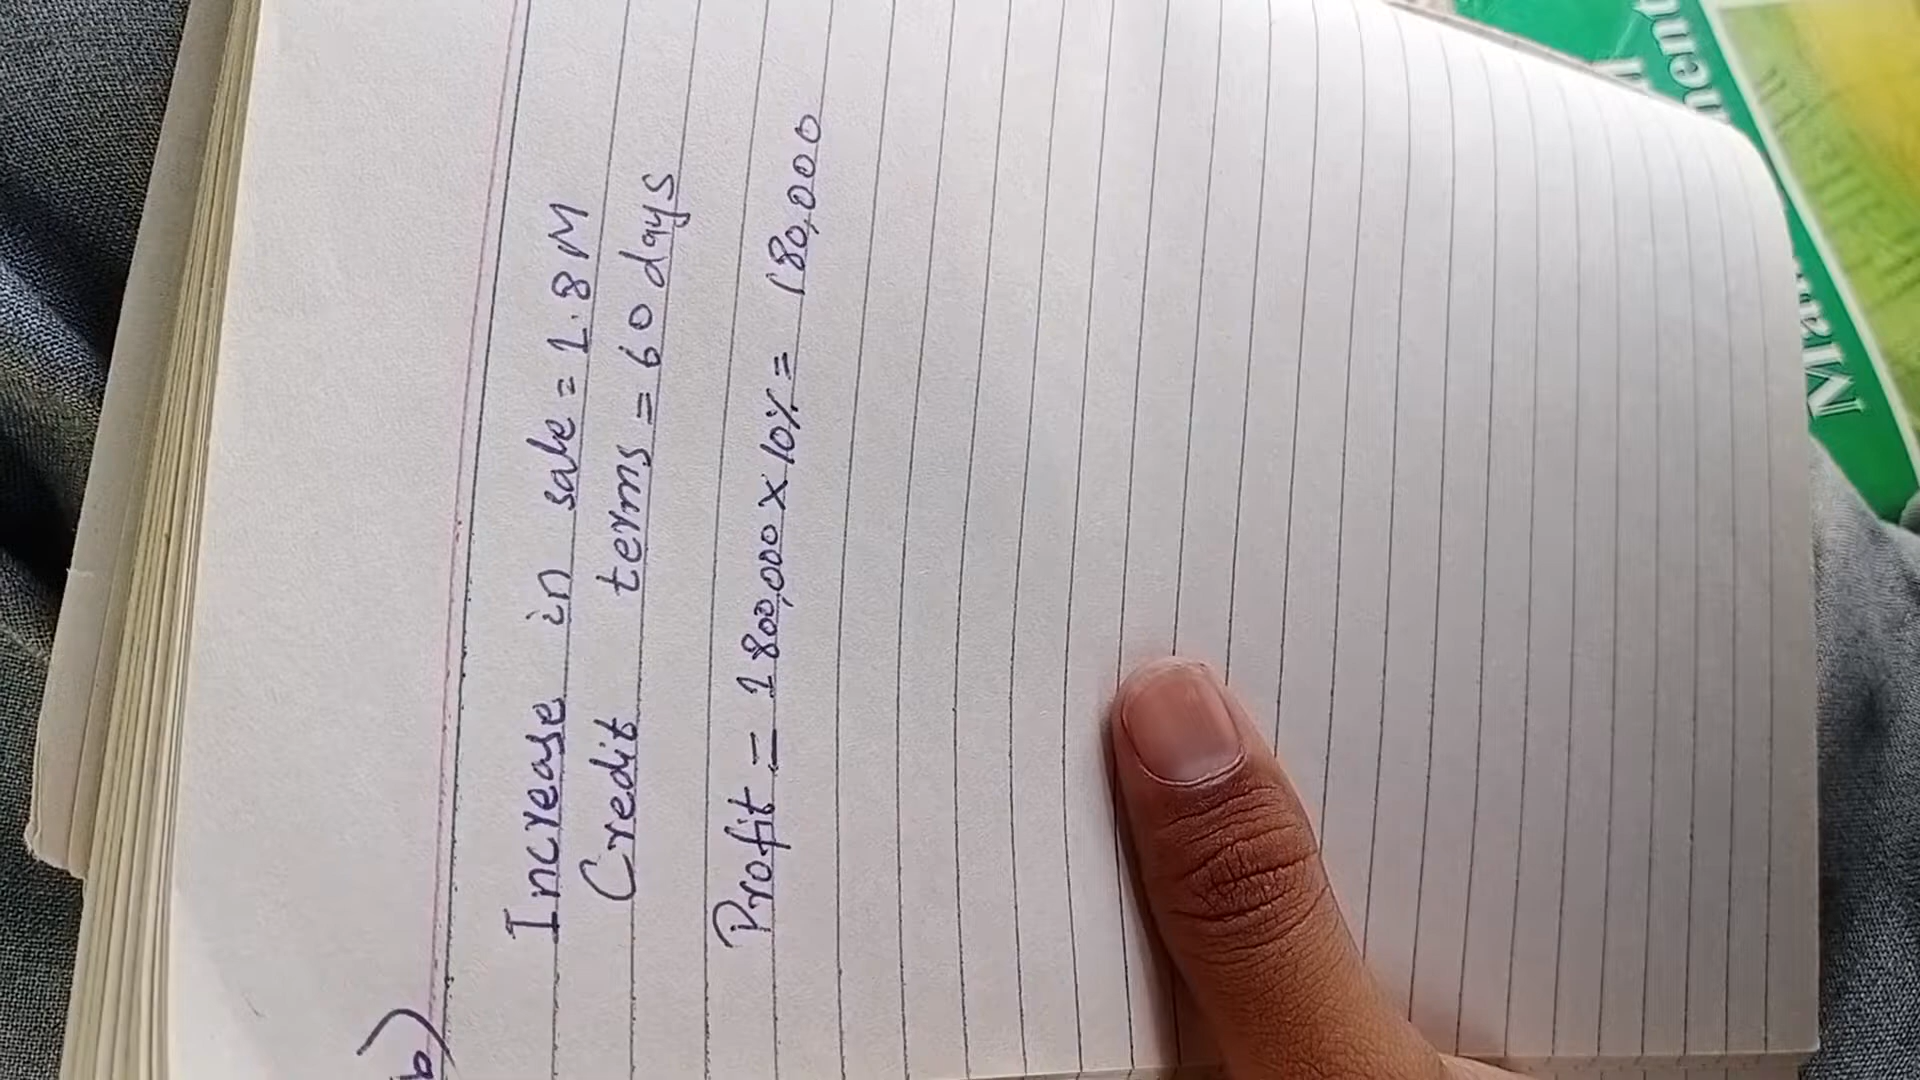 b)
Increase in sale = 1.8M
Credit terms = 60 days
Profit = 1800,000 x 10% = 180,000